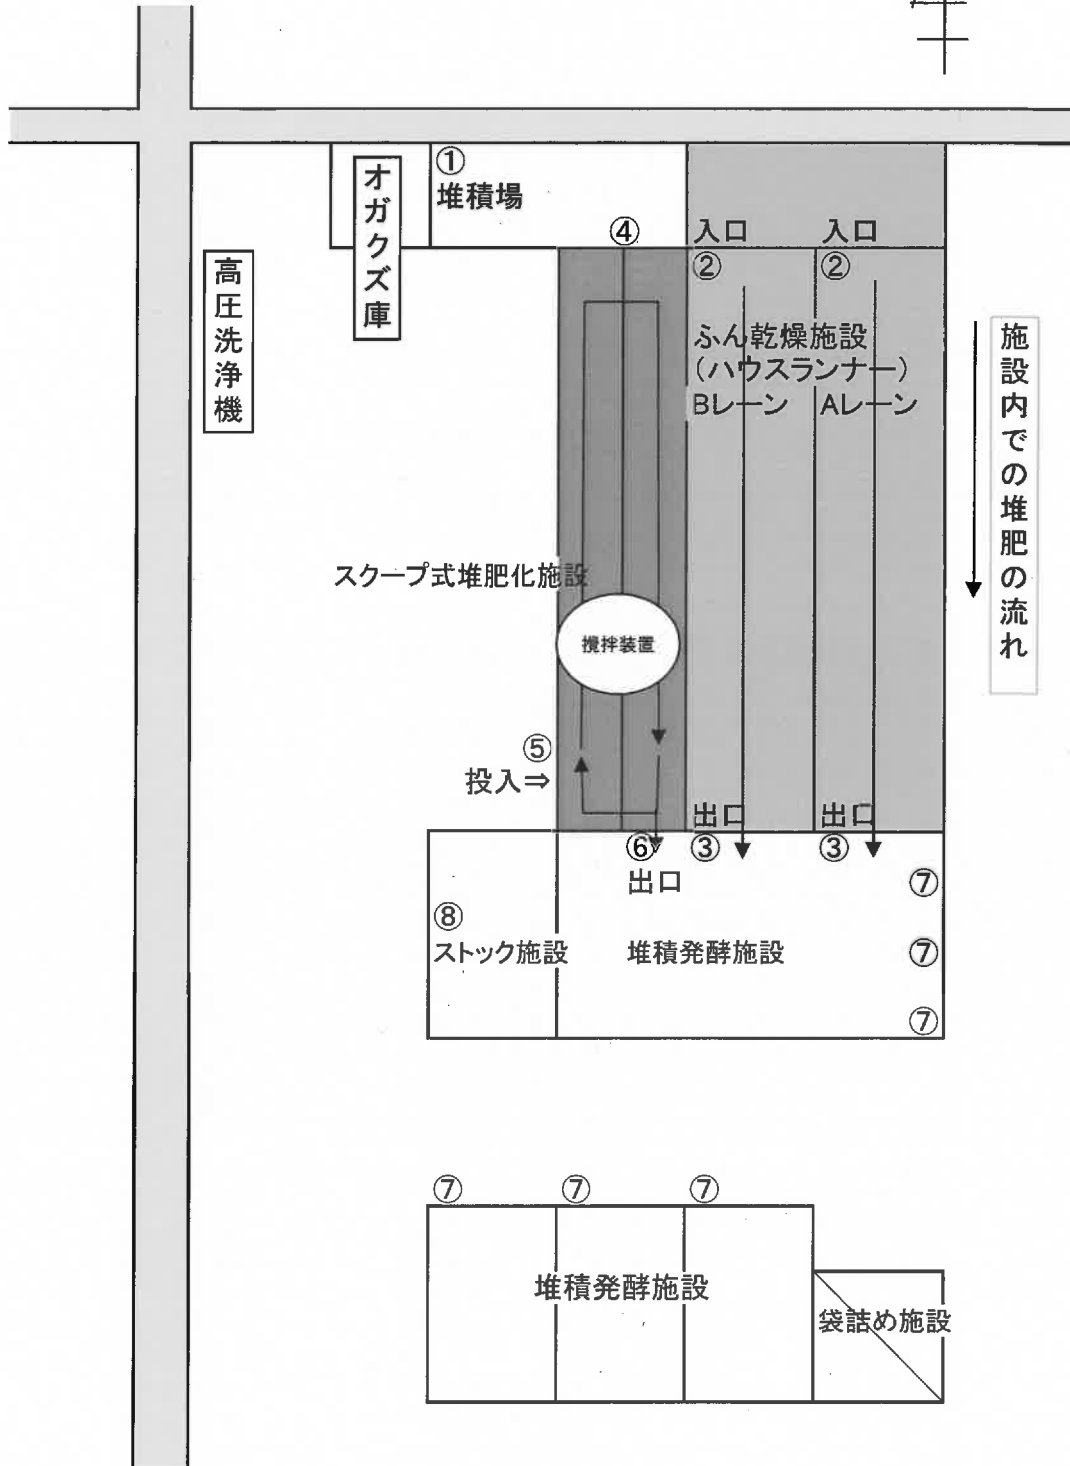 ①
堆積場
オガクズ庫
高圧洗浄機
④
入口
入口
②
②
ふん乾燥施設
（ハウスランナー）
Bレーン
Aレーン
施設内での堆肥の流れ
スクープ式堆肥化施設
攪拌装置
⑤
投入⇒
出口
出口
⑥
③
③
出口
⑦
⑧
ストック施設
堆積発酵施設
⑦
⑦
⑦
⑦
⑦
堆積発酵施設
袋詰め施設